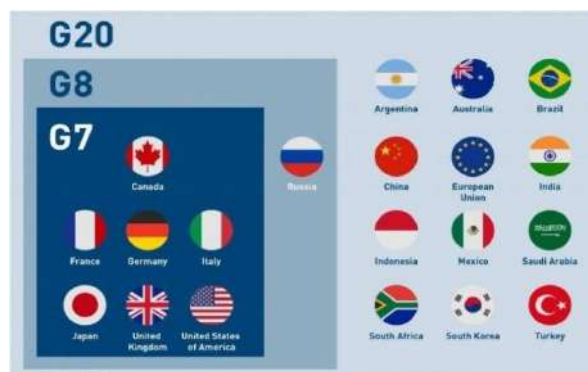 G20
G8
G7
Canada
Russia
France
Germany
Italy
Japan
United
Kingdom
United States
of America
Argentina
Australia
Brazil
China
European
Union
India
Indonesia
Mexico
Saudi Arabia
South Africa
South Korea
Turkey